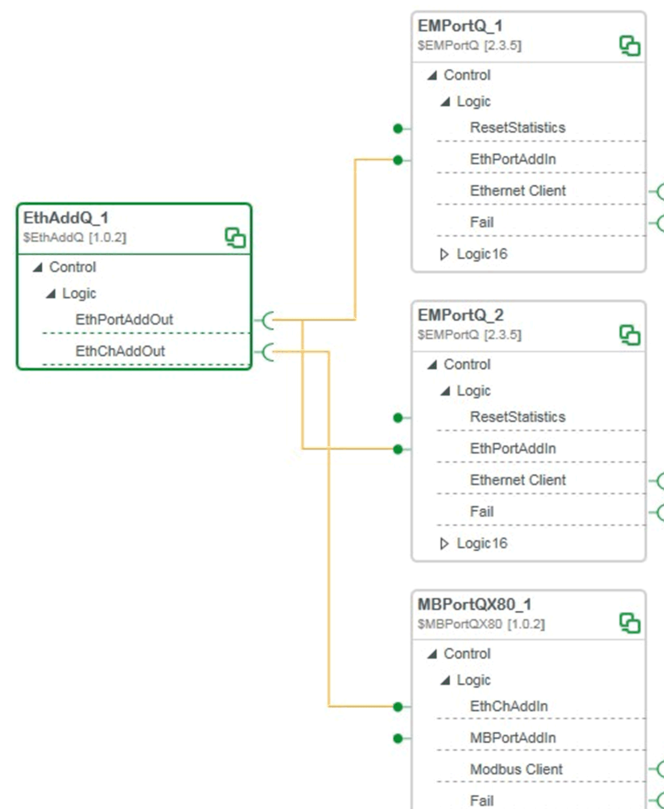 EthAddQ_1
$EthAddQ [1.0.2]
Control
Logic
EthPortAddOut
EthChAddOut
EMPortQ_1
$EMPortQ [2.3.5]
Control
Logic
ResetStatistics
EthPortAddIn
Ethernet Client
Fail
Logic16
EMPortQ_2
$EMPortQ [2.3.5]
Control
Logic
ResetStatistics
EthPortAddIn
Ethernet Client
Fail
Logic16
MBPortQX80_1
$MBPortQX80 [1.0.2]
Control
Logic
EthChAddIn
MBPortAddIn
Modbus Client
Fail